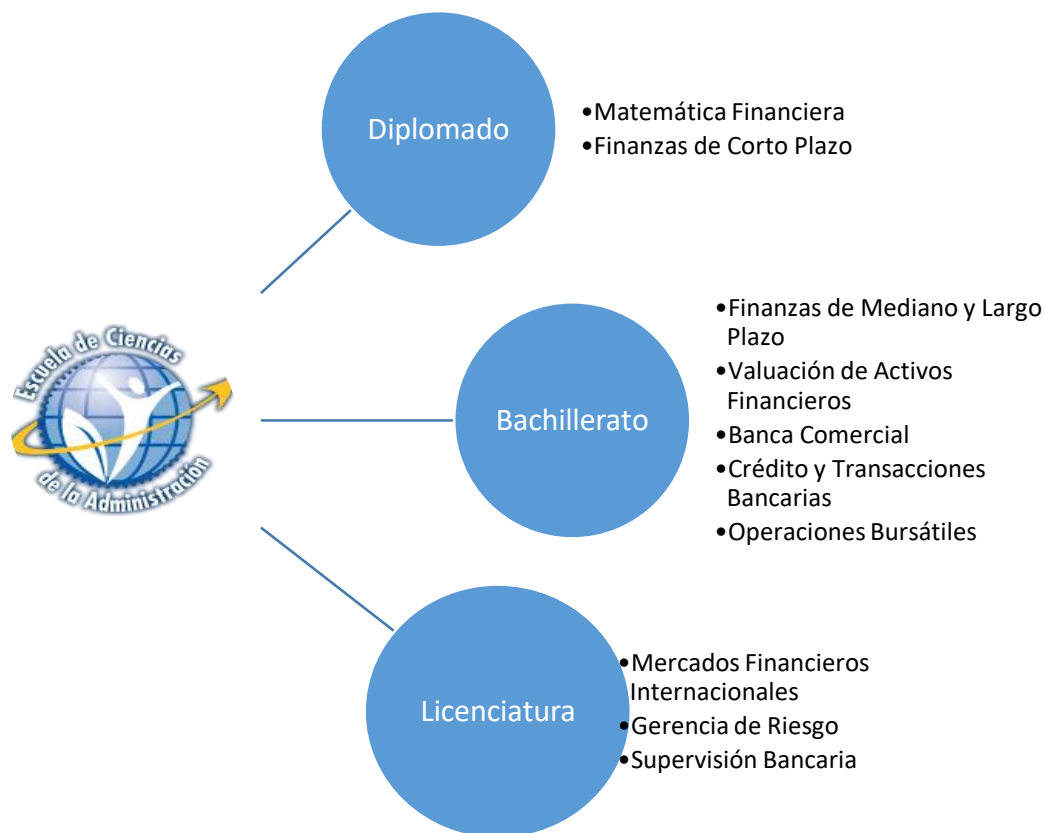 Diplomado
•Matemática Financiera
•Finanzas de Corto Plazo
Escuela de Ciencias
de la Administración
Bachillerato
•Finanzas de Mediano y Largo
Plazo
•Valuación de Activos
Financieros
•Banca Comercial
•Crédito y Transacciones
Bancarias
•Operaciones Bursátiles
Licenciatura
•Mercados Financieros
Internacionales
•Gerencia de Riesgo
•Supervisión Bancaria